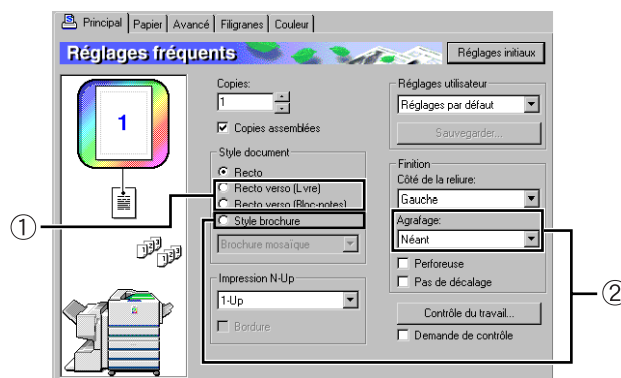 Principal Papier Avancé Filigranes Couleur
Réglages fréquents
Réglages initiaux
1
123
Copies:
1
Copies assemblées
Style document
Recto
Recto verso (Livre)
Recto verso (Bloc-notes)
Style brochure
Brochure mosaïque
Impression N-Up
1-Up
Bordure
Réglages utilisateur
Réglages par défaut
Sauvegarder...
Finition
Côté de la reliure:
Gauche
Agrafage:
Néant
Perforeuse
Pas de décalage
Contrôle du travail...
Demande de contrôle
①
②